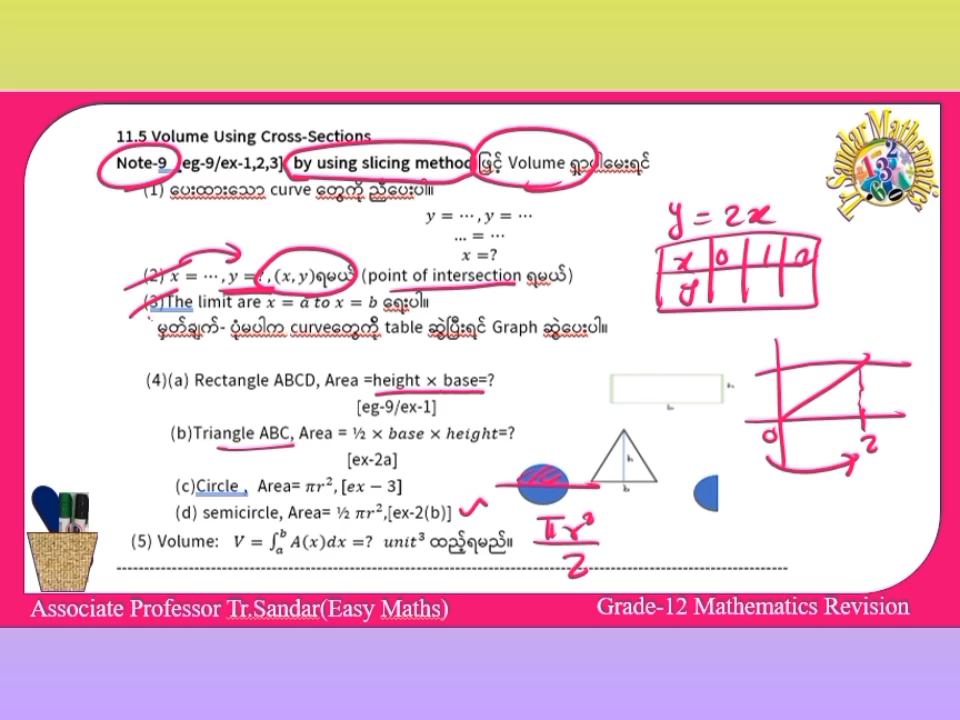 11.5 Volume Using Cross-Sections
Note-9 [eg-9/ex-1,2,3] by using slicing method ဖြင့် Volume ရှာပါမေးရင်
(1) ပေးထားသော curve တွေကို ညီပေးပါ။
y = ⋯, y = ⋯
... = ⋯
x =?
(2) x = ⋯, y =?, (x, y)ရမယ် (point of intersection ရမယ်)
(3)The limit are x = a to x = b ရေးပါ။
မှတ်ချက်- ပုံမပါက curveတွေကို table ဆွဲပြီးရင် Graph ဆွဲပေးပါ။
y = 2x
x 0 1 2
y
(4)(a) Rectangle ABCD, Area =height × base=?
[eg-9/ex-1]
(b)Triangle ABC, Area = ½ × base × height=?
[ex-2a]
(c)Circle , Area= πr², [ex − 3]
(d) semicircle, Area= ½ πr²,[ex-2(b)]
(5) Volume: V = ∫ₐᵇ A(x)dx =? unit³ ထည့်ရမည်။
h
b
0
2
πr²
2
Tr.Sandar Mathematics
Associate Professor Tr.Sandar(Easy Maths)
Grade-12 Mathematics Revision